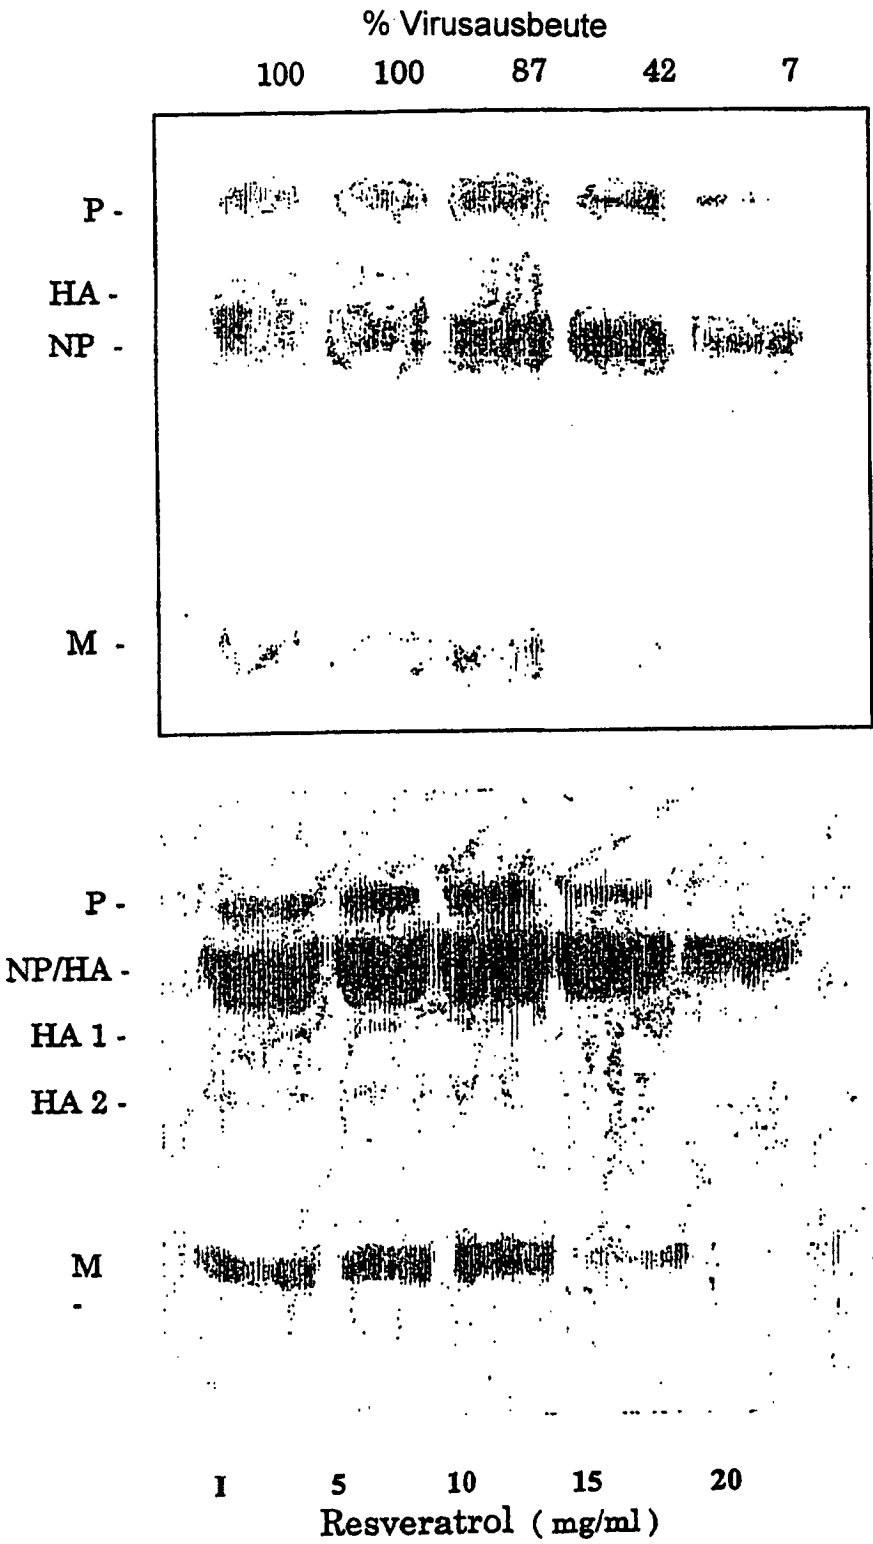 % Virusausbeute
100 100 87 42 7
P -
HA -
NP -
M -
P -
NP/HA -
HA 1 -
HA 2 -
M
-
I 5 10 15 20
Resveratrol ( mg/ml )